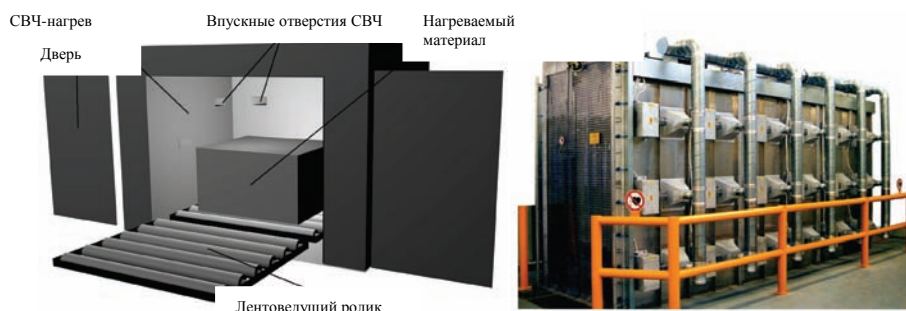 СВЧ-нагрев
Впускные отверстия СВЧ
Нагреваемый
материал
Дверь
Лентоведущий ролик